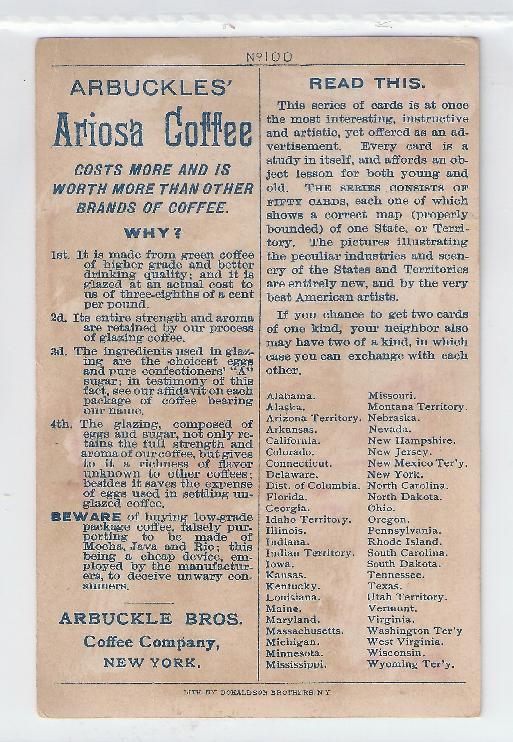 No 100
ARBUCKLES'
Ariosa Coffee
COSTS MORE AND IS
WORTH MORE THAN OTHER
BRANDS OF COFFEE.
WHY?
1st. It is made from green coffee
of higher grade and better
drinking quality; and it is
glazed at an actual cost to
us of three-eighths of a cent
per pound.
2d. Its entire strength and aroma
are retained by our process
of glazing coffee.
3d. The ingredients used in glaz-
ing are the choicest eggs
and pure confectioners' "A"
sugar; in testimony of this
fact, see our affidavit on each
package of coffee bearing
our name.
4th. The glazing, composed of
eggs and sugar, not only re-
tains the full strength and
aroma of our coffee, but gives
to it a richness of flavor
unknown to other coffees;
besides it saves the expense
of eggs used in settling un-
glazed coffee.
BEWARE of buying low-grade
package coffee, falsely pur-
porting to be made of
Mocha, Java and Rio; this
being a cheap device, em-
ployed by the manufactur-
ers, to deceive unwary con-
sumers.
ARBUCKLE BROS.
Coffee Company,
NEW YORK.
READ THIS.
This series of cards is at once
the most interesting, instructive
and artistic, yet offered as an ad-
vertisement. Every card is a
study in itself, and affords an ob-
ject lesson for both young and
old. THE SERIES CONSISTS OF
FIFTY CARDS, each one of which
shows a correct map (properly
bounded) of one State, or Terri-
tory. The pictures illustrating
the peculiar industries and scen-
ery of the States and Territories
are entirely new, and by the very
best American artists.
If you chance to get two cards
of one kind, your neighbor also
may have two of a kind, in which
case you can exchange with each
other.
Alabama.
Alaska.
Arizona Territory.
Arkansas.
California.
Colorado.
Connecticut.
Delaware.
Dist. of Columbia.
Florida.
Georgia.
Idaho Territory.
Illinois.
Indiana.
Indian Territory.
Iowa.
Kansas.
Kentucky.
Louisiana.
Maine.
Maryland.
Massachusetts.
Michigan.
Minnesota.
Mississippi.
Missouri.
Montana Territory.
Nebraska.
Nevada.
New Hampshire.
New Jersey.
New Mexico Ter'y.
New York.
North Carolina.
North Dakota.
Ohio.
Oregon.
Pennsylvania.
Rhode Island.
South Carolina.
South Dakota.
Tennessee.
Texas.
Utah Territory.
Vermont.
Virginia.
Washington Ter'y
West Virginia.
Wisconsin.
Wyoming Ter'y.
LITH. BY DONALDSON BROTHERS, N.Y.